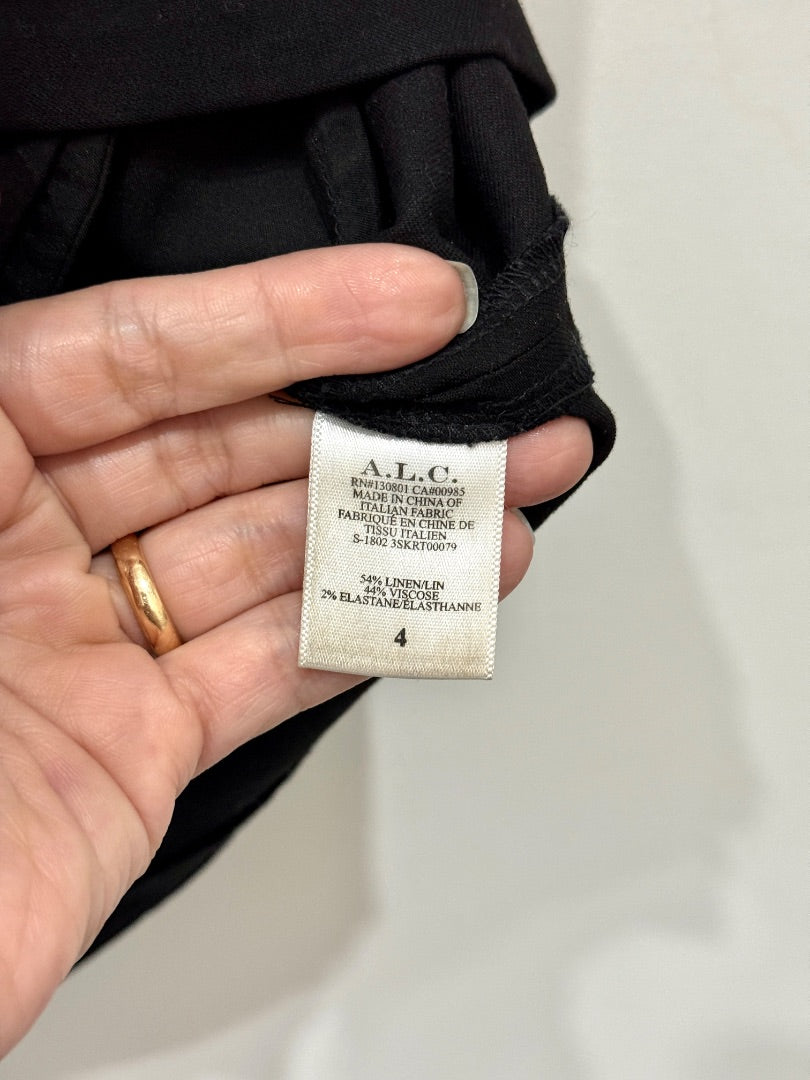 A.L.C.
RN#130801 CA#00985
MADE IN CHINA OF
ITALIAN FABRIC
FABRIQUÉ EN CHINE DE
TISSU ITALIEN
S-1802 3SKRT00079
54% LINEN/LIN
44% VISCOSE
2% ELASTANE/ÉLASTHANNE
4